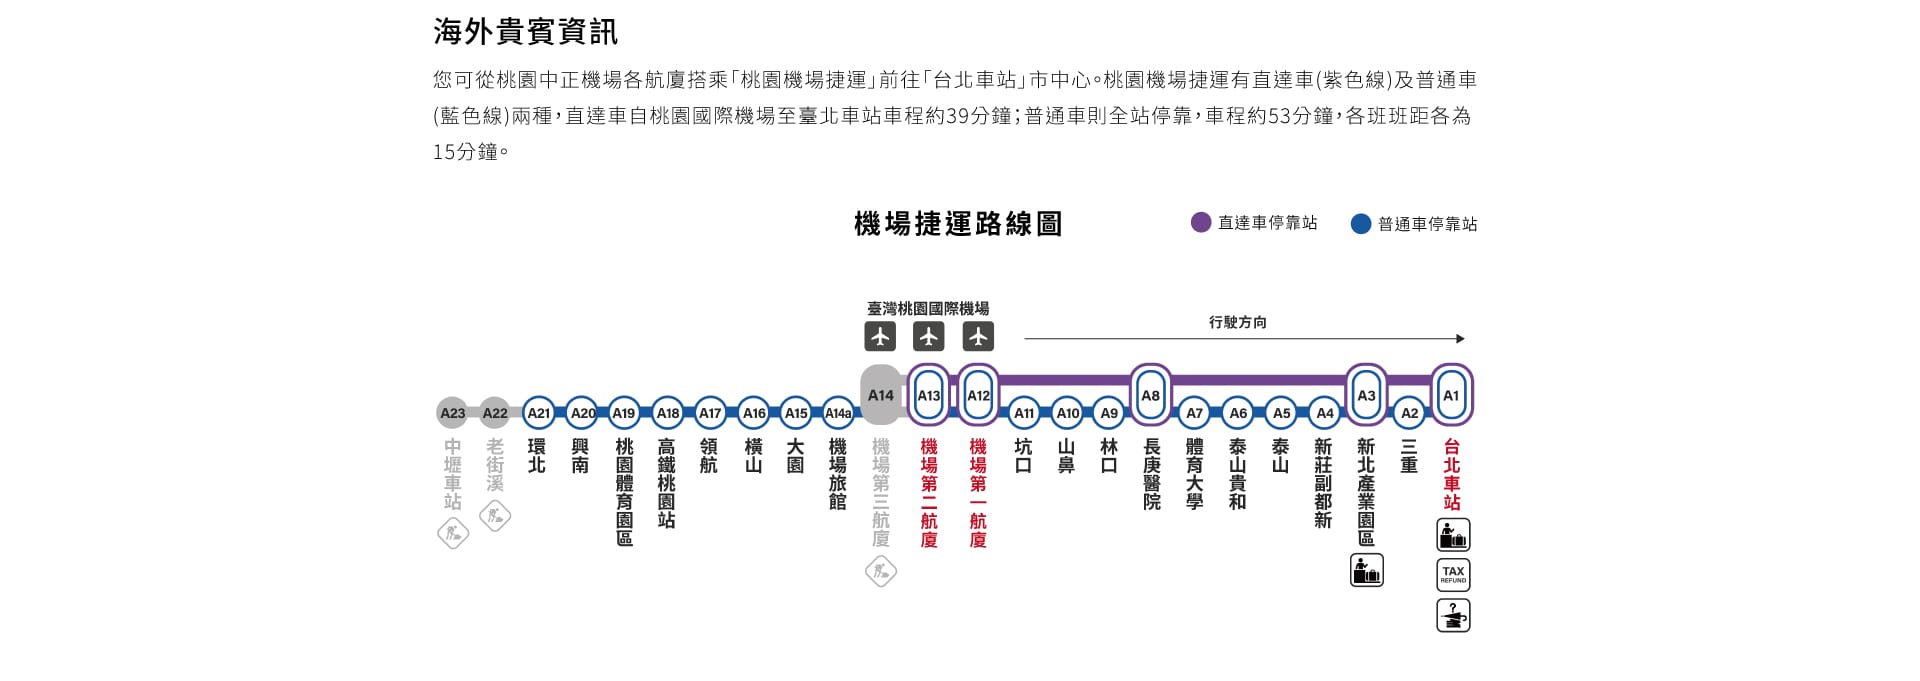 海外貴賓資訊
您可從桃園中正機場各航廈搭乘「桃園機場捷運」前往「台北車站」市中心。桃園機場捷運有直達車(紫色線)及普通車
(藍色線)兩種，直達車自桃園國際機場至臺北車站車程約39分鐘；普通車則全站停靠，車程約53分鐘，各班班距各為
15分鐘。
機場捷運路線圖
直達車停靠站
普通車停靠站
臺灣桃園國際機場
行駛方向
A23
A22
A21
A20
A19
A18
A17
A16
A15
A14a
A14
A13
A12
A11
A10
A9
A8
A7
A6
A5
A4
A3
A2
A1
中壢車站
老街溪
環北
興南
桃園體育園區
高鐵桃園站
領航
橫山
大園
機場旅館
機場第三航廈
機場第二航廈
機場第一航廈
坑口
山鼻
林口
長庚醫院
體育大學
泰山貴和
泰山
新莊副都新
新北產業園區
三重
台北車站
TAX
REFUND
?